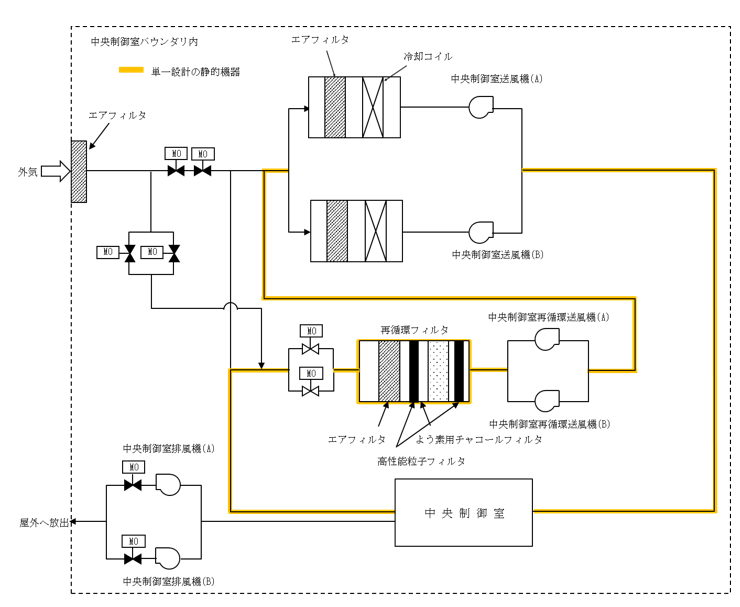 中央制御室バウンダリ内
単一設計の静的機器
エアフィルタ
冷却コイル
中央制御室送風機(A)
エアフィルタ
外気
MO
MO
MO
MO
中央制御室送風機(B)
中央制御室再循環送風機(A)
MO
再循環フィルタ
MO
中央制御室再循環送風機(B)
エアフィルタ
よう素用チャコールフィルタ
高性能粒子フィルタ
中央制御室排風機(A)
MO
中央制御室
屋外へ放出
MO
中央制御室排風機(B)